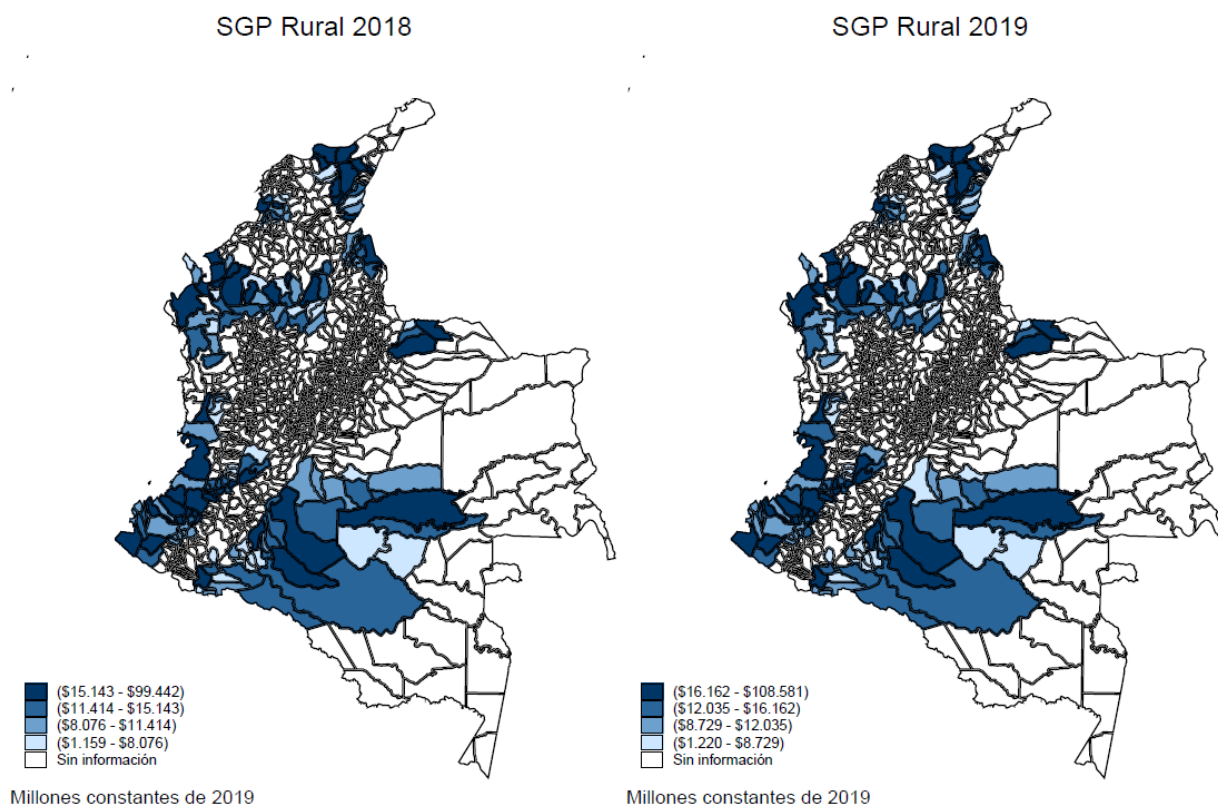 SGP Rural 2018
($15.143 - $99.442)
($11.414 - $15.143)
($8.076 - $11.414)
($1.159 - $8.076)
Sin información
Millones constantes de 2019
SGP Rural 2019
($16.162 - $108.581)
($12.035 - $16.162)
($8.729 - $12.035)
($1.220 - $8.729)
Sin información
Millones constantes de 2019